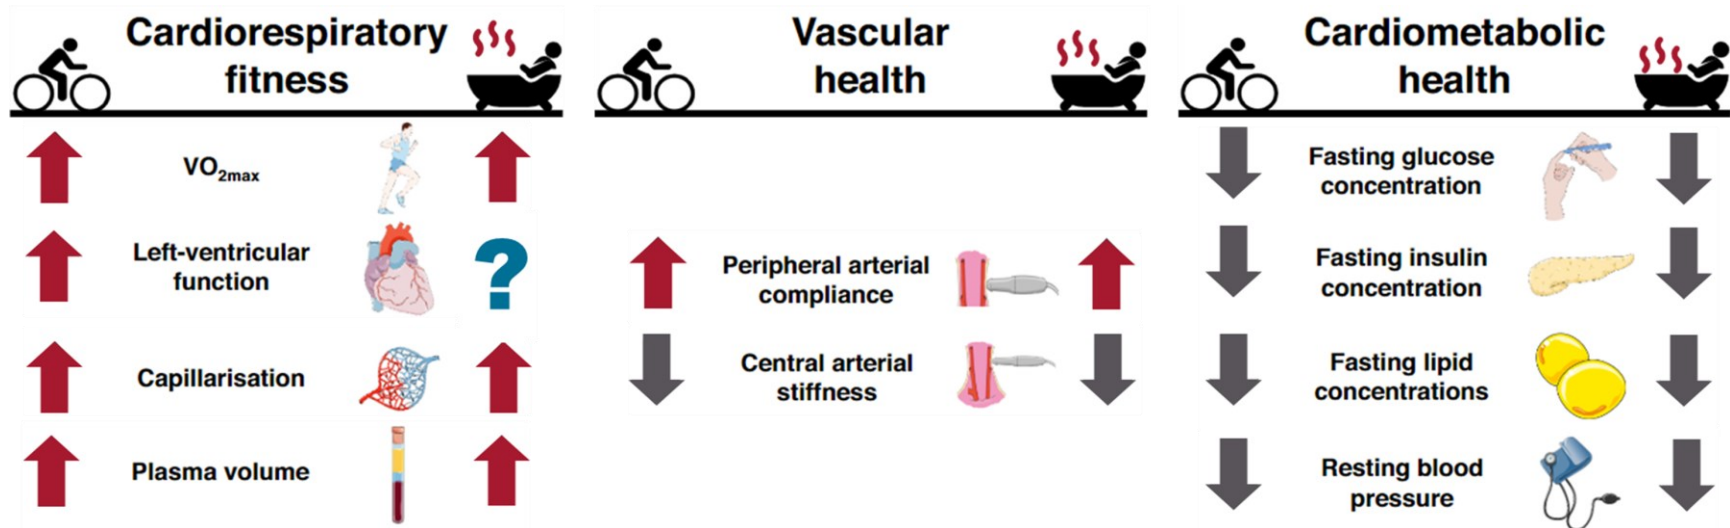 Cardiorespiratory
fitness
VO₂max
Left-ventricular
function
?
Capillarisation
Plasma volume
Vascular
health
Peripheral arterial
compliance
Central arterial
stiffness
Cardiometabolic
health
Fasting glucose
concentration
Fasting insulin
concentration
Fasting lipid
concentrations
Resting blood
pressure